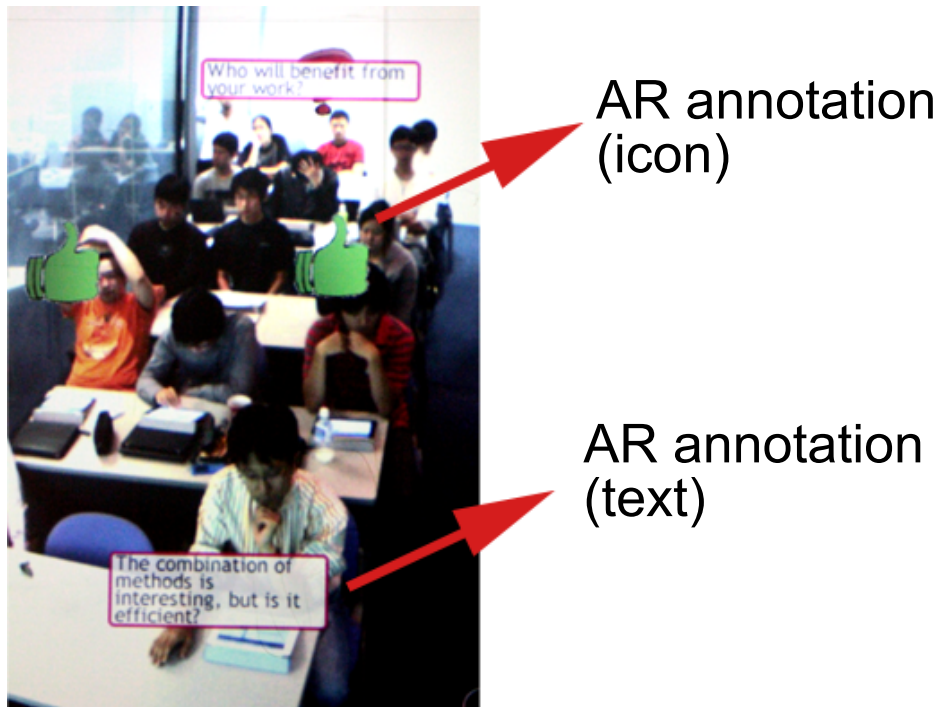 Who will benefit from
your work?
AR annotation
(icon)
AR annotation
(text)
The combination of
methods is
interesting, but is it
efficient?